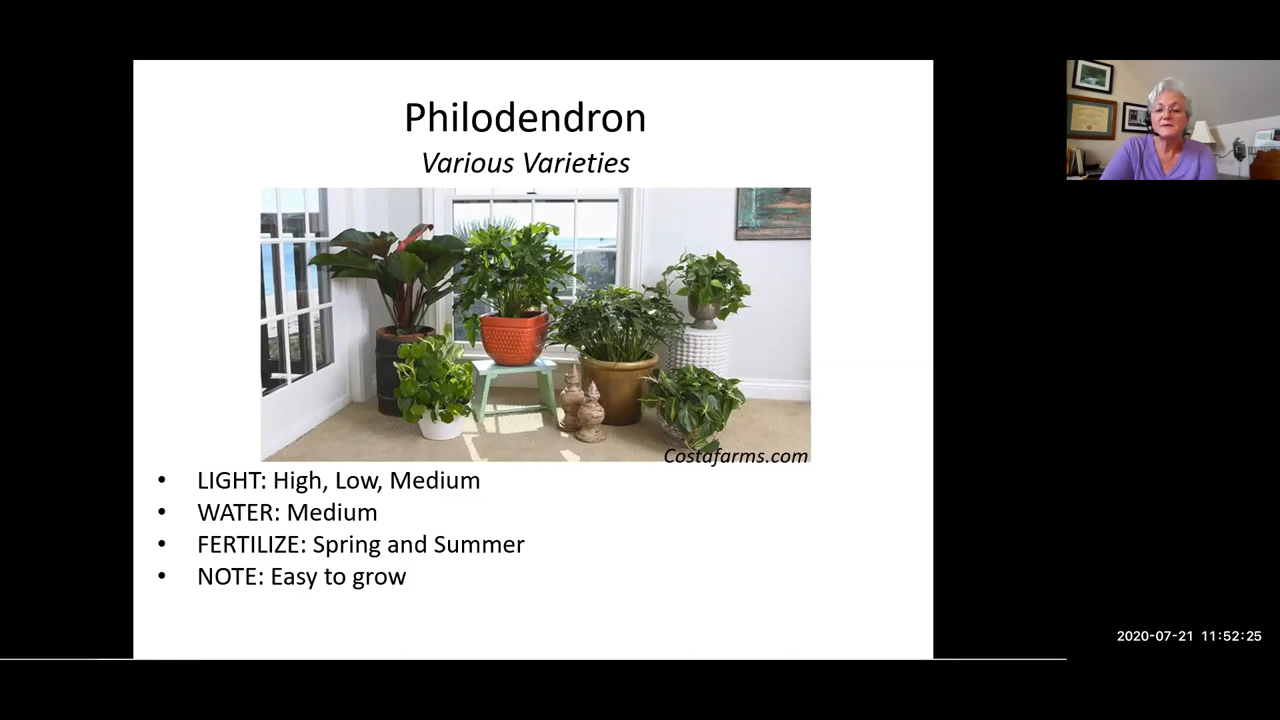 Philodendron
Various Varieties
Costafarms.com
• LIGHT: High, Low, Medium
• WATER: Medium
• FERTILIZE: Spring and Summer
• NOTE: Easy to grow
2020-07-21 11:52:25